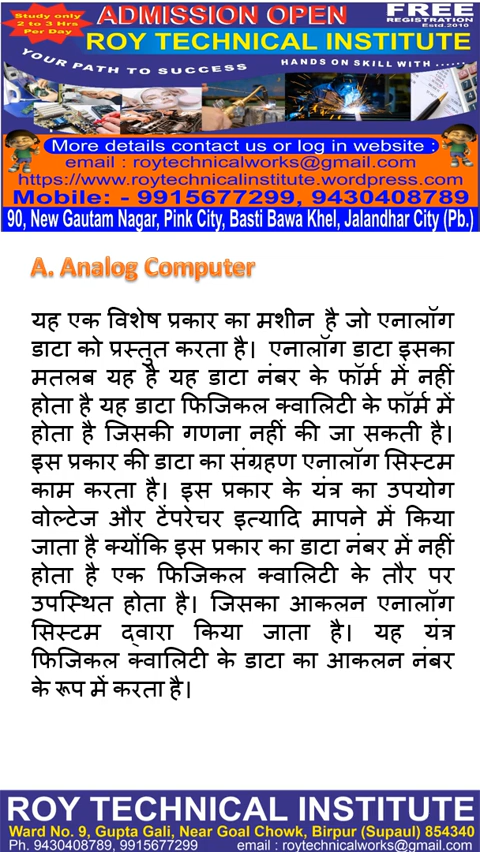 Study only
2 to 3 Hrs
Per Day
ADMISSION OPEN
FREE
REGISTRATION
Estd.2010
ROY TECHNICAL INSTITUTE
YOUR PATH TO SUCCESS
HANDS ON SKILL WITH ......
More details contact us or log in website :
email : roytechnicalworks@gmail.com
https://www.roytechnicalinstitute.wordpress.com
Mobile: - 9915677299, 9430408789
90, New Gautam Nagar, Pink City, Basti Bawa Khel, Jalandhar City (Pb.)
A. Analog Computer
यह एक विशेष प्रकार का मशीन है जो एनालॉग
डाटा को प्रस्तुत करता है। एनालॉग डाटा इसका
मतलब यह है यह डाटा नंबर के फॉर्म में नहीं
होता है यह डाटा फिजिकल क्वालिटी के फॉर्म में
होता है जिसकी गणना नहीं की जा सकती है।
इस प्रकार की डाटा का संग्रहण एनालॉग सिस्टम
काम करता है। इस प्रकार के यंत्र का उपयोग
वोल्टेज और टेंपरेचर इत्यादि मापने में किया
जाता है क्योंकि इस प्रकार का डाटा नंबर में नहीं
होता है एक फिजिकल क्वालिटी के तौर पर
उपस्थित होता है। जिसका आकलन एनालॉग
सिस्टम द्वारा किया जाता है। यह यंत्र
फिजिकल क्वालिटी के डाटा का आकलन नंबर
के रूप में करता है।
ROY TECHNICAL INSTITUTE
Ward No. 9, Gupta Gali, Near Goal Chowk, Birpur (Supaul) 854340
Ph. 9430408789, 9915677299 email : roytechnicalworks@gmail.com